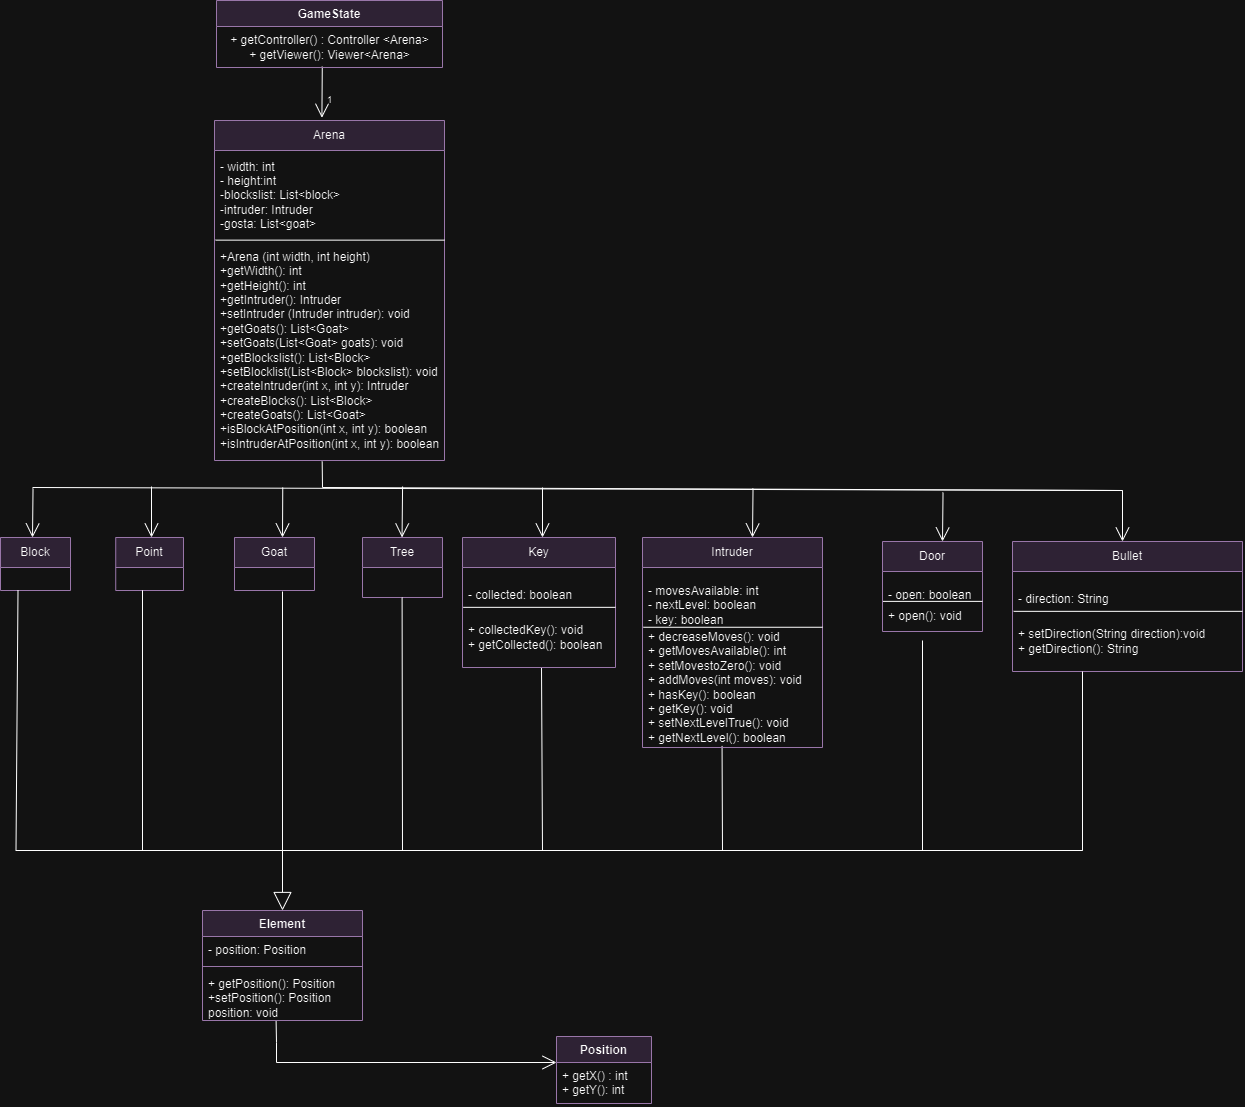 GameState
+ getController() : Controller <Arena>
+ getViewer(): Viewer<Arena>
1
Arena
- width: int
- height:int
-blockslist: List<block>
-intruder: Intruder
-gosta: List<goat>
+Arena (int width, int height)
+getWidth(): int
+getHeight(): int
+getIntruder(): Intruder
+setIntruder (Intruder intruder): void
+getGoats(): List<Goat>
+setGoats(List<Goat> goats): void
+getBlockslist(): List<Block>
+setBlocklist(List<Block> blockslist): void
+createIntruder(int x, int y): Intruder
+createBlocks(): List<Block>
+createGoats(): List<Goat>
+isBlockAtPosition(int x, int y): boolean
+isIntruderAtPosition(int x, int y): boolean
Block
Point
Goat
Tree
Key
- collected: boolean
+ collectedKey(): void
+ getCollected(): boolean
Intruder
- movesAvailable: int
- nextLevel: boolean
- key: boolean
+ decreaseMoves(): void
+ getMovesAvailable(): int
+ setMovestoZero(): void
+ addMoves(int moves): void
+ hasKey(): boolean
+ getKey(): void
+ setNextLevelTrue(): void
+ getNextLevel(): boolean
Door
- open: boolean
+ open(): void
Bullet
- direction: String
+ setDirection(String direction):void
+ getDirection(): String
Element
- position: Position
+ getPosition(): Position
+setPosition(): Position
position: void
Position
+ getX() : int
+ getY(): int